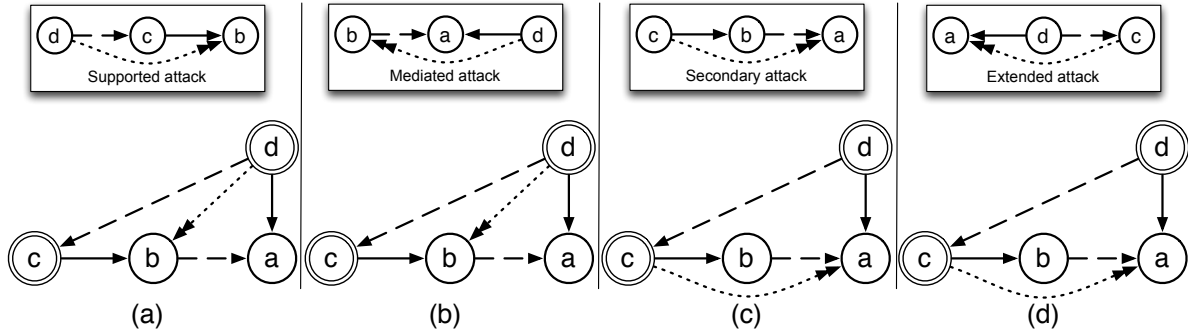 d c b
Supported attack
d
c b a
(a)
b a d
Mediated attack
d
c b a
(b)
c b a
Secondary attack
d
c b a
(c)
a d c
Extended attack
d
c b a
(d)